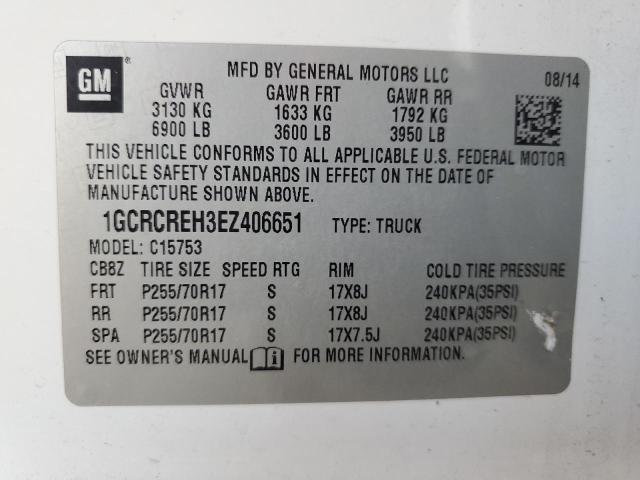 GM
®
MFD BY GENERAL MOTORS LLC
08/14
GVWR GAWR FRT GAWR RR
3130 KG 1633 KG 1792 KG
6900 LB 3600 LB 3950 LB
THIS VEHICLE CONFORMS TO ALL APPLICABLE U.S. FEDERAL MOTOR
VEHICLE SAFETY STANDARDS IN EFFECT ON THE DATE OF
MANUFACTURE SHOWN ABOVE.
1GCRCREH3EZ406651 TYPE: TRUCK
MODEL: C15753
CB8Z TIRE SIZE SPEED RTG RIM COLD TIRE PRESSURE
FRT P255/70R17 S 17X8J 240KPA(35PSI)
RR P255/70R17 S 17X8J 240KPA(35PSI)
SPA P255/70R17 S 17X7.5J 240KPA(35PSI)
SEE OWNER'S MANUAL i FOR MORE INFORMATION.